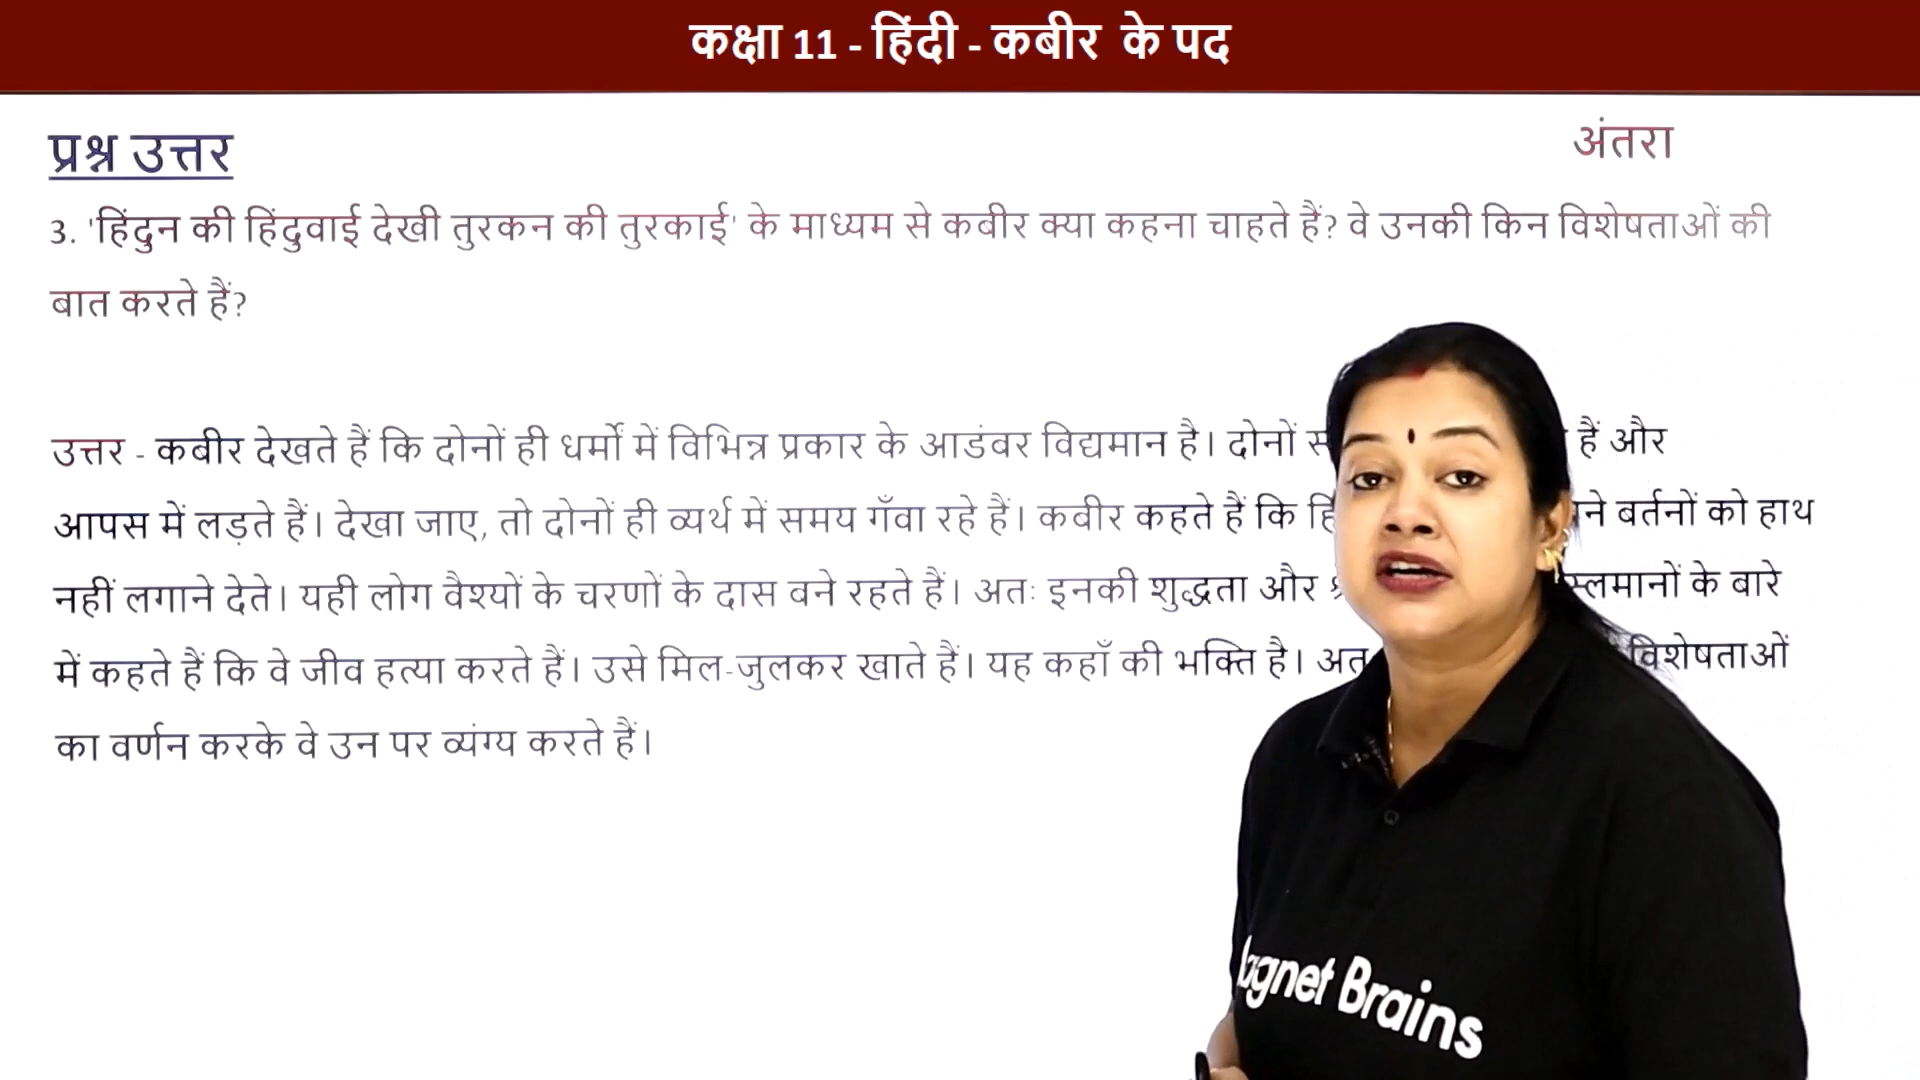 कक्षा 11 - हिंदी - कबीर के पद
प्रश्न उत्तर
अंतरा
3. 'हिंदुन की हिंदुवाई देखी तुरकन की तुरकाई' के माध्यम से कबीर क्या कहना चाहते हैं? वे उनकी किन विशेषताओं की
बात करते हैं?
उत्तर - कबीर देखते हैं कि दोनों ही धर्मों में विभिन्न प्रकार के आडंबर विद्यमान है। दोनों हैं और
आपस में लड़ते हैं। देखा जाए, तो दोनों ही व्यर्थ में समय गँवा रहे हैं। कबीर कहते हैं कि बर्तनों को हाथ
नहीं लगाने देते। यही लोग वैश्यों के चरणों के दास बने रहते हैं। अतः इनकी शुद्धता और के बारे
में कहते हैं कि वे जीव हत्या करते हैं। उसे मिल-जुलकर खाते हैं। यह कहाँ की भक्ति है। विशेषताओं
का वर्णन करके वे उन पर व्यंग्य करते हैं।
Brains